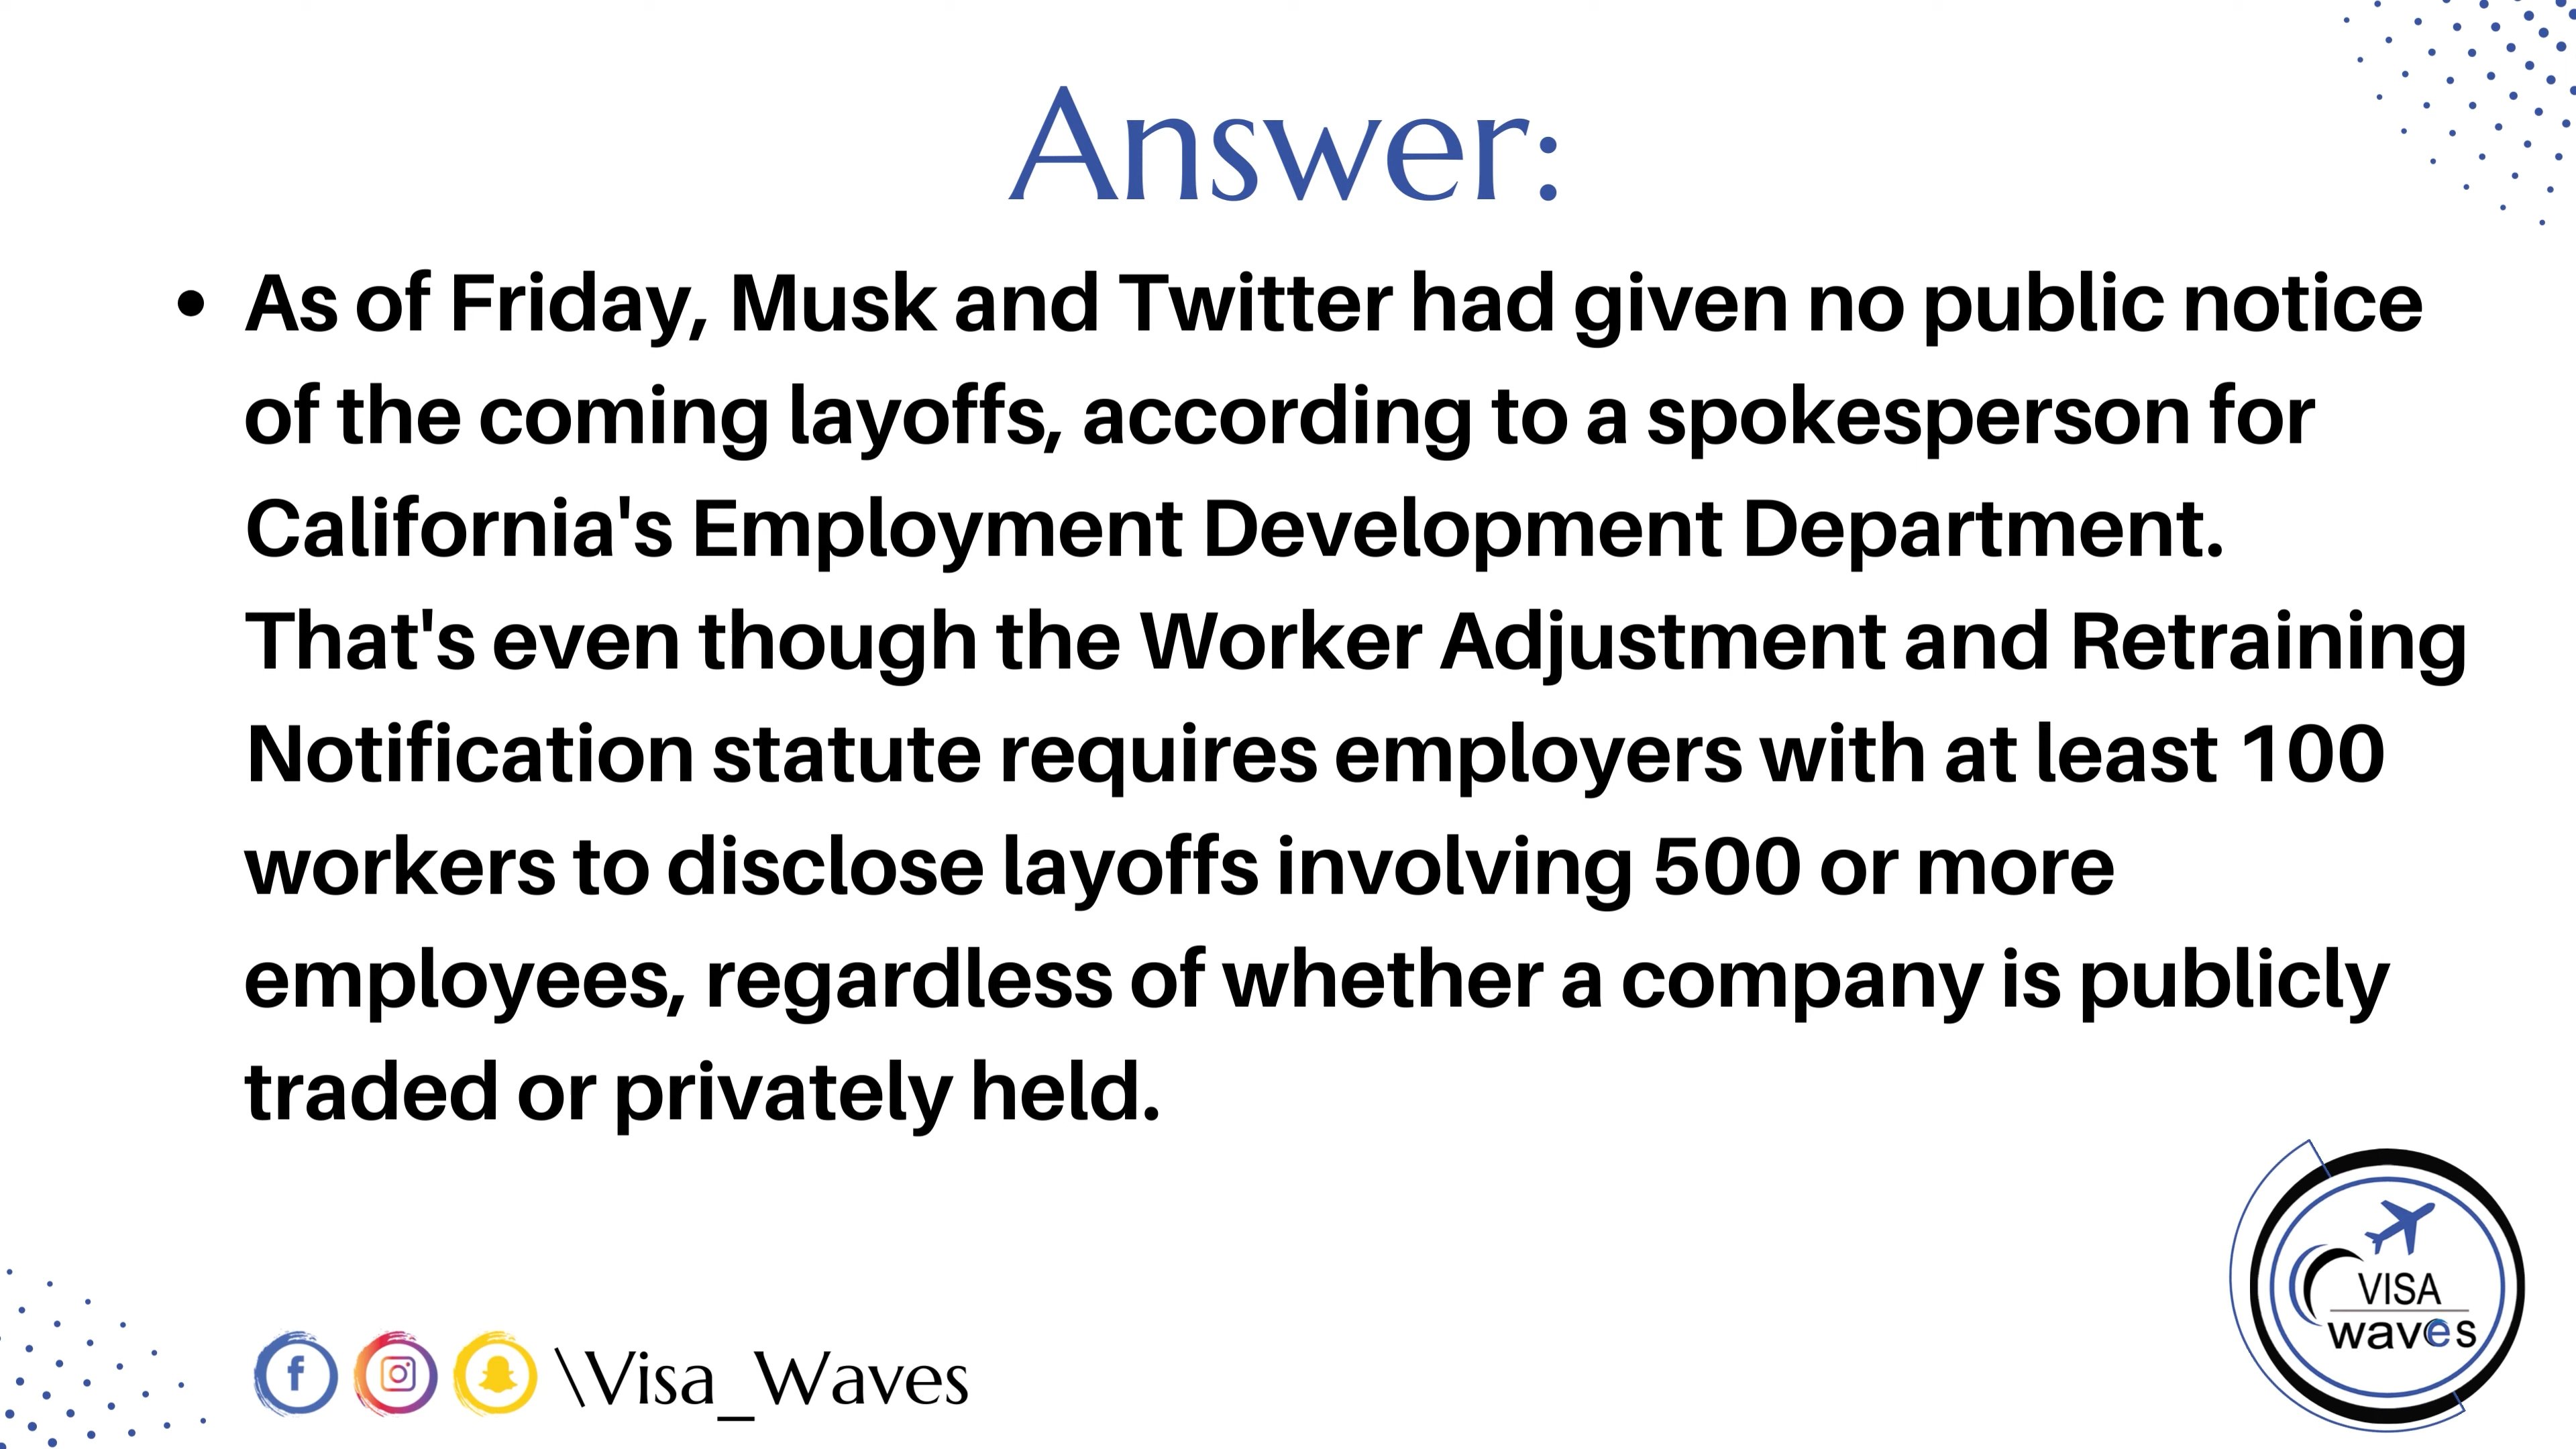 Answer:
• As of Friday, Musk and Twitter had given no public notice
of the coming layoffs, according to a spokesperson for
California's Employment Development Department.
That's even though the Worker Adjustment and Retraining
Notification statute requires employers with at least 100
workers to disclose layoffs involving 500 or more
employees, regardless of whether a company is publicly
traded or privately held.
VISA
waves
\Visa_Waves